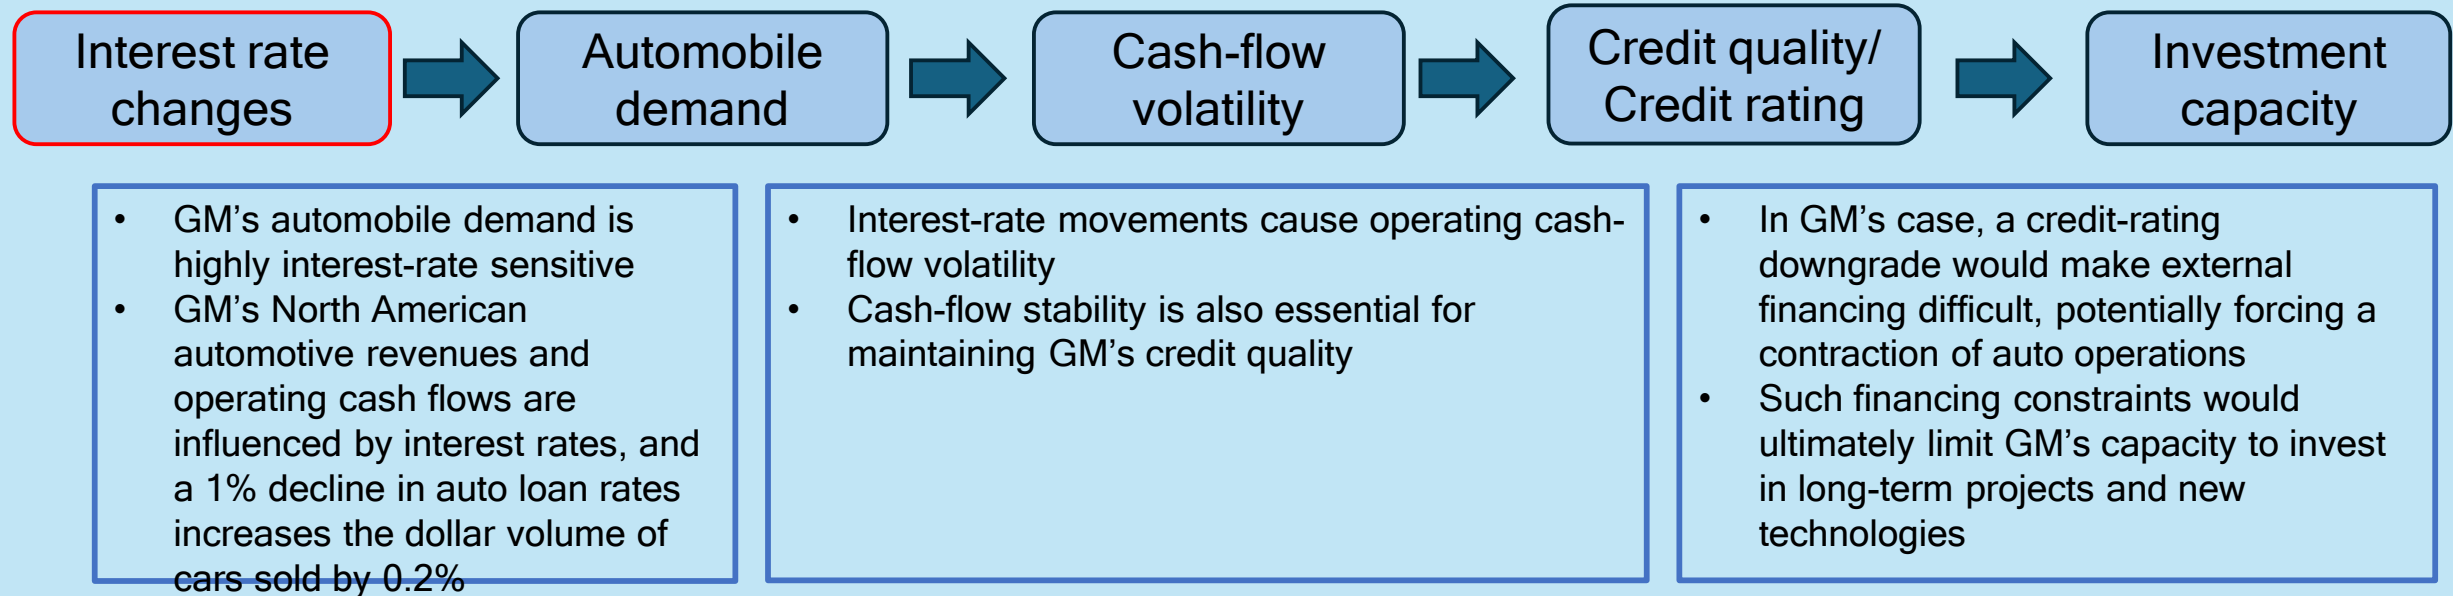 Interest rate
changes
Automobile
demand
Cash-flow
volatility
Credit quality/
Credit rating
Investment
capacity
• GM’s automobile demand is
highly interest-rate sensitive
• GM’s North American
automotive revenues and
operating cash flows are
influenced by interest rates, and
a 1% decline in auto loan rates
increases the dollar volume of
cars sold by 0.2%
• Interest-rate movements cause operating cash-
flow volatility
• Cash-flow stability is also essential for
maintaining GM’s credit quality
• In GM’s case, a credit-rating
downgrade would make external
financing difficult, potentially forcing a
contraction of auto operations
• Such financing constraints would
ultimately limit GM’s capacity to invest
in long-term projects and new
technologies